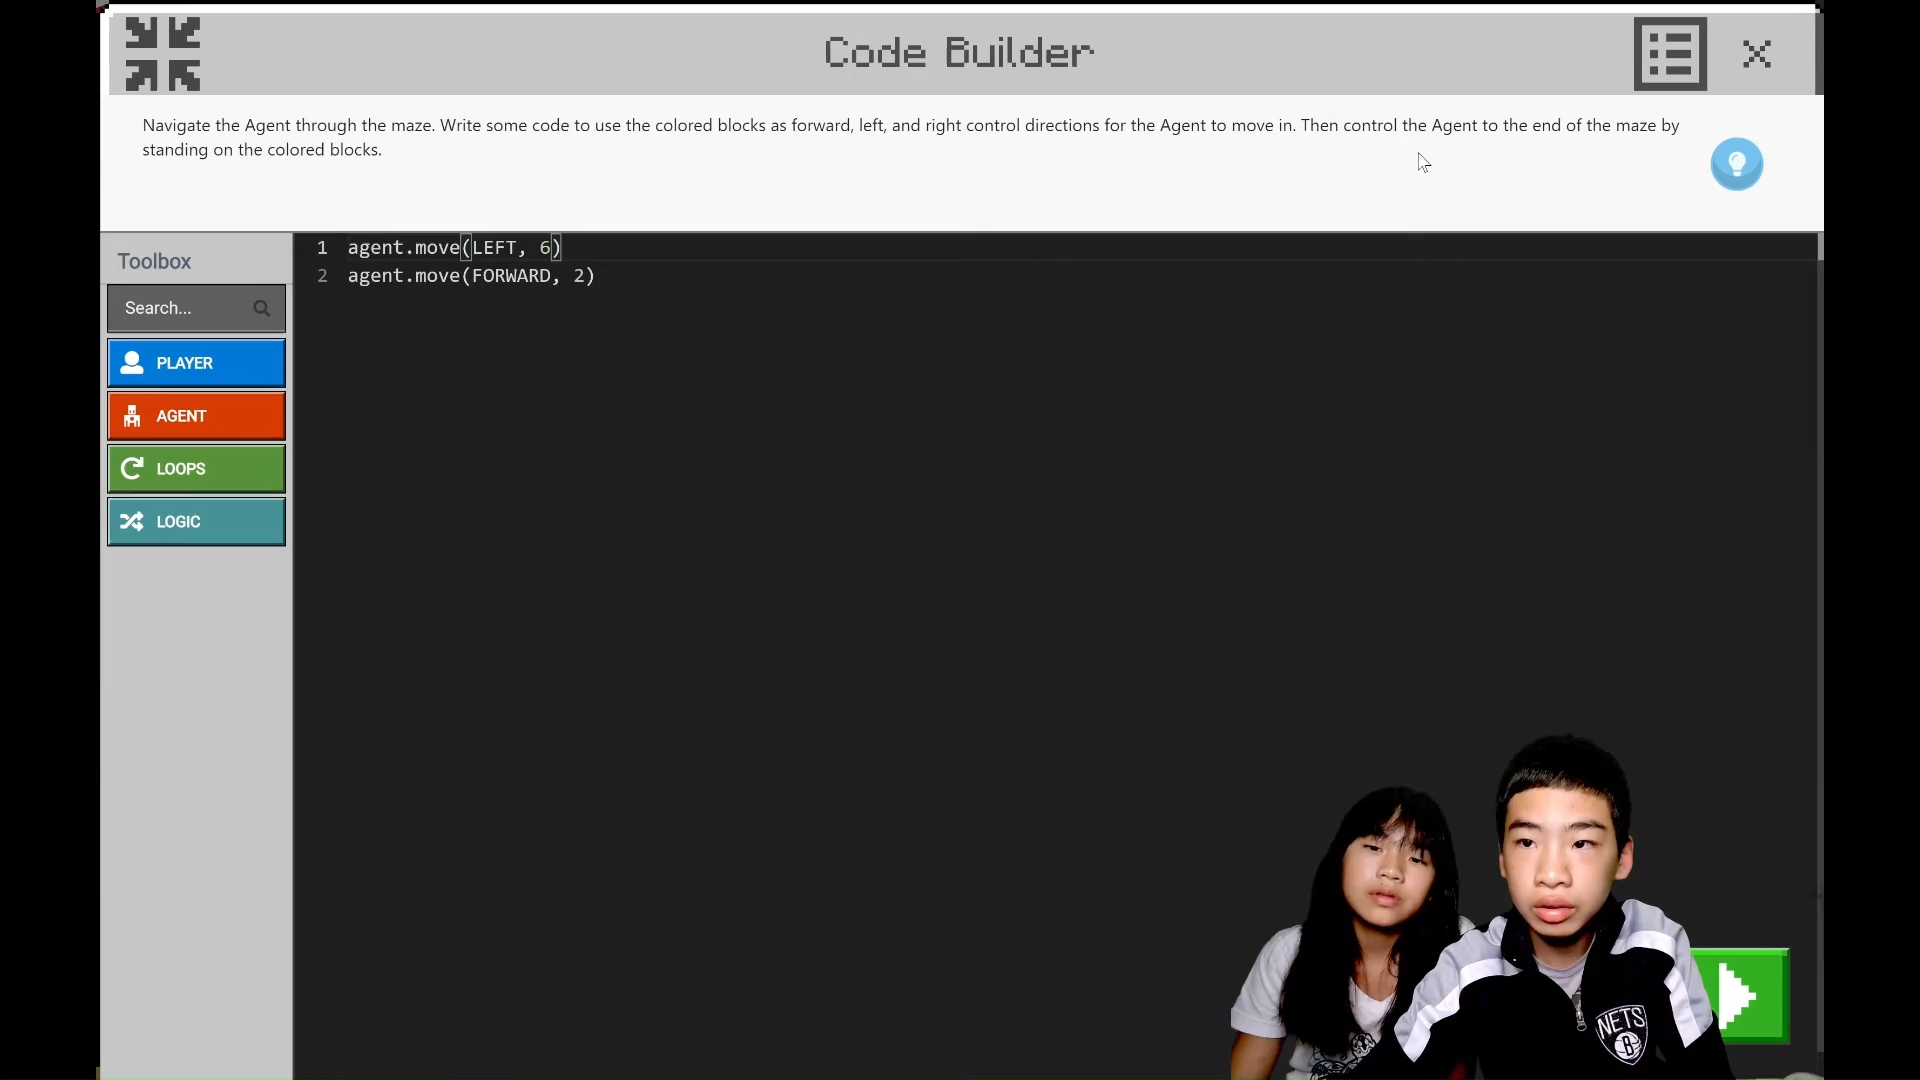 Code Builder
Navigate the Agent through the maze. Write some code to use the colored blocks as forward, left, and right control directions for the Agent to move in. Then control the Agent to the end of the maze by
standing on the colored blocks.
Toolbox
Search...
PLAYER
AGENT
LOOPS
LOGIC
1 agent.move(LEFT, 6)
2 agent.move(FORWARD, 2)
NETS
B